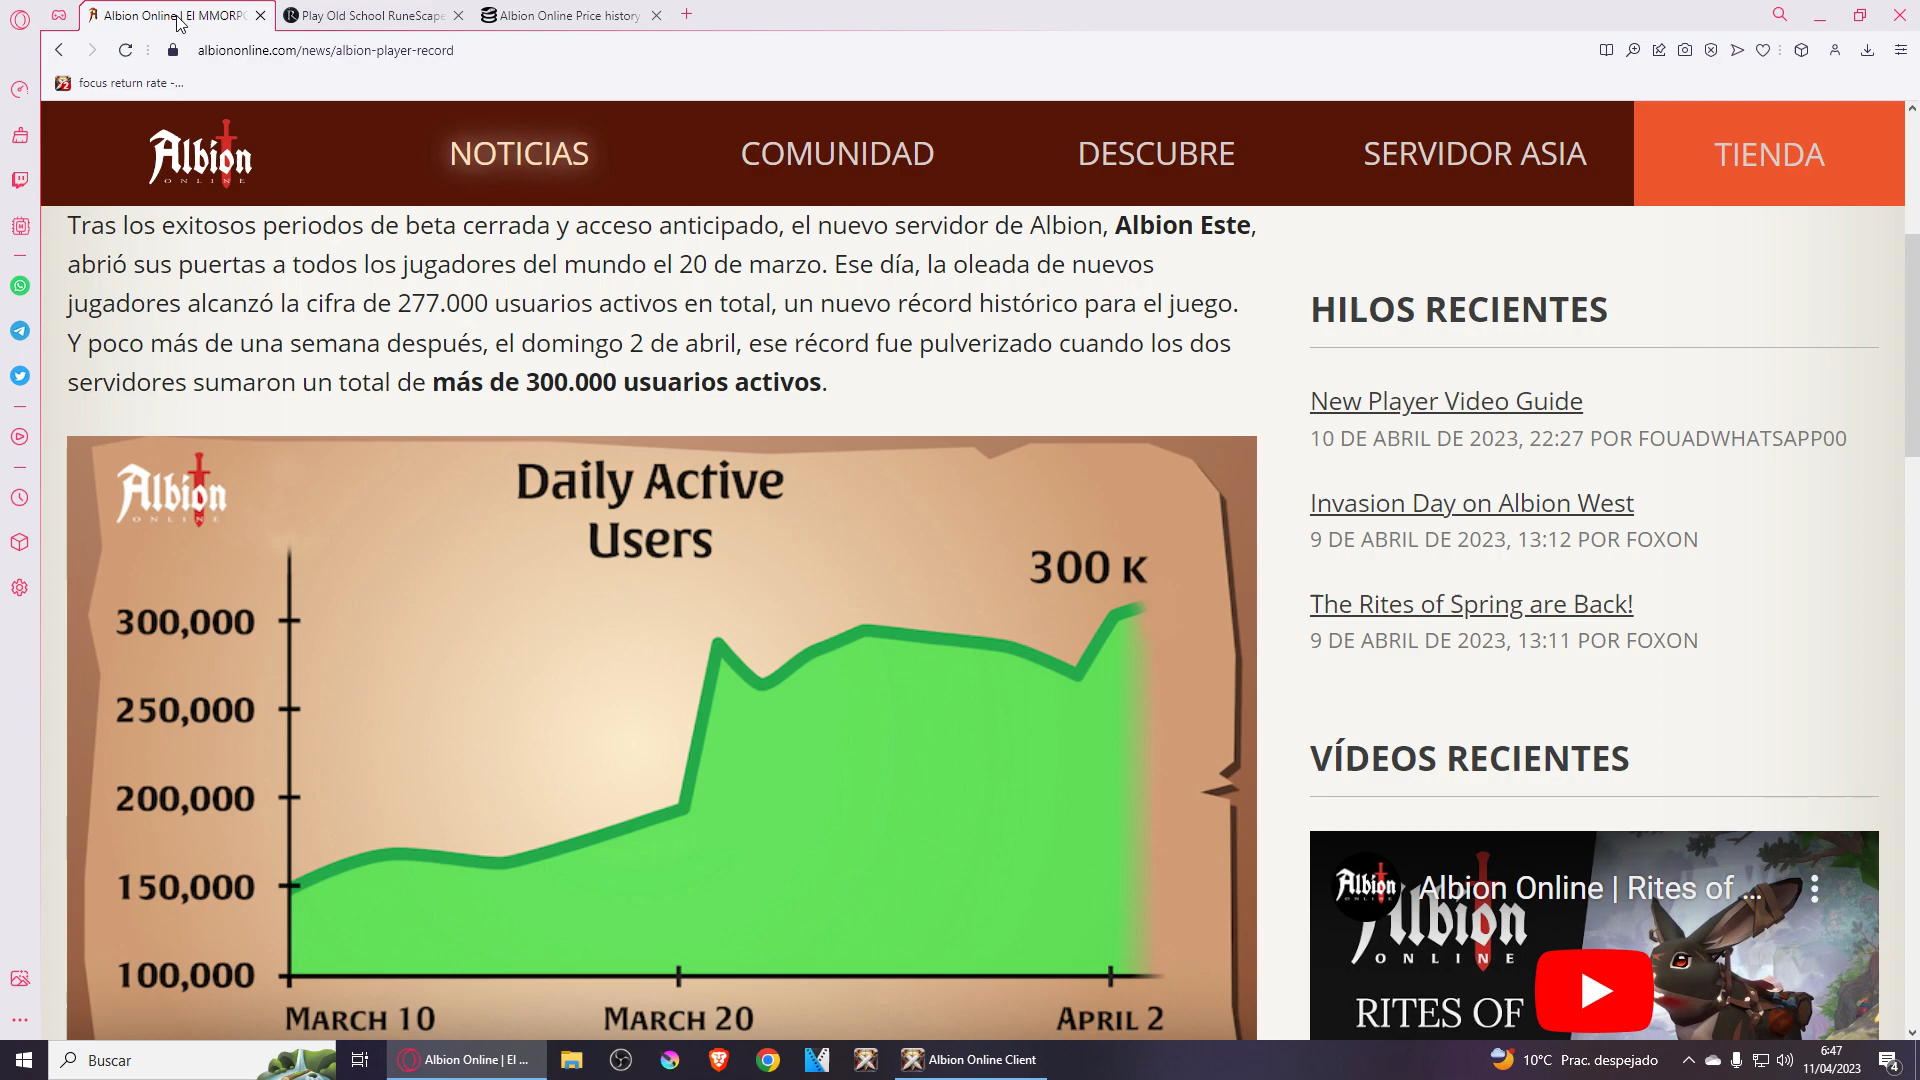 Albion Online | El MMORPG
Play Old School RuneScape
Albion Online Price history
albiononline.com/news/albion-player-record
focus return rate -...
Albion
ONLINE
NOTICIAS
COMUNIDAD
DESCUBRE
SERVIDOR ASIA
TIENDA
Tras los exitosos periodos de beta cerrada y acceso anticipado, el nuevo servidor de Albion, Albion Este,
abrió sus puertas a todos los jugadores del mundo el 20 de marzo. Ese día, la oleada de nuevos
jugadores alcanzó la cifra de 277.000 usuarios activos en total, un nuevo récord histórico para el juego.
Y poco más de una semana después, el domingo 2 de abril, ese récord fue pulverizado cuando los dos
servidores sumaron un total de más de 300.000 usuarios activos.
Albion
ONLINE
Daily Active
Users
300 K
300,000
250,000
200,000
150,000
100,000
MARCH 10
MARCH 20
APRIL 2
HILOS RECIENTES
New Player Video Guide
10 DE ABRIL DE 2023, 22:27 POR FOUADWHATSAPP00
Invasion Day on Albion West
9 DE ABRIL DE 2023, 13:12 POR FOXON
The Rites of Spring are Back!
9 DE ABRIL DE 2023, 13:11 POR FOXON
VÍDEOS RECIENTES
Albion
Albion Online | Rites of ...
Albion
ONLINE
RITES OF
Buscar
Albion Online | El ...
Albion Online Client
10°C Prac. despejado
6:47
11/04/2023
4